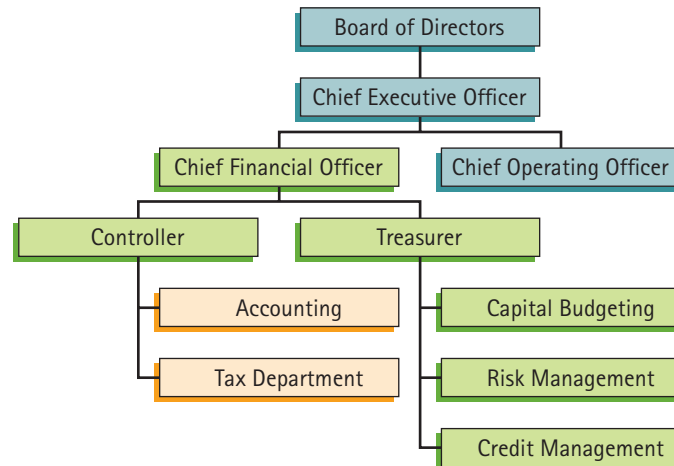 Board of Directors
Chief Executive Officer
Chief Financial Officer
Chief Operating Officer
Controller
Treasurer
Accounting
Capital Budgeting
Tax Department
Risk Management
Credit Management